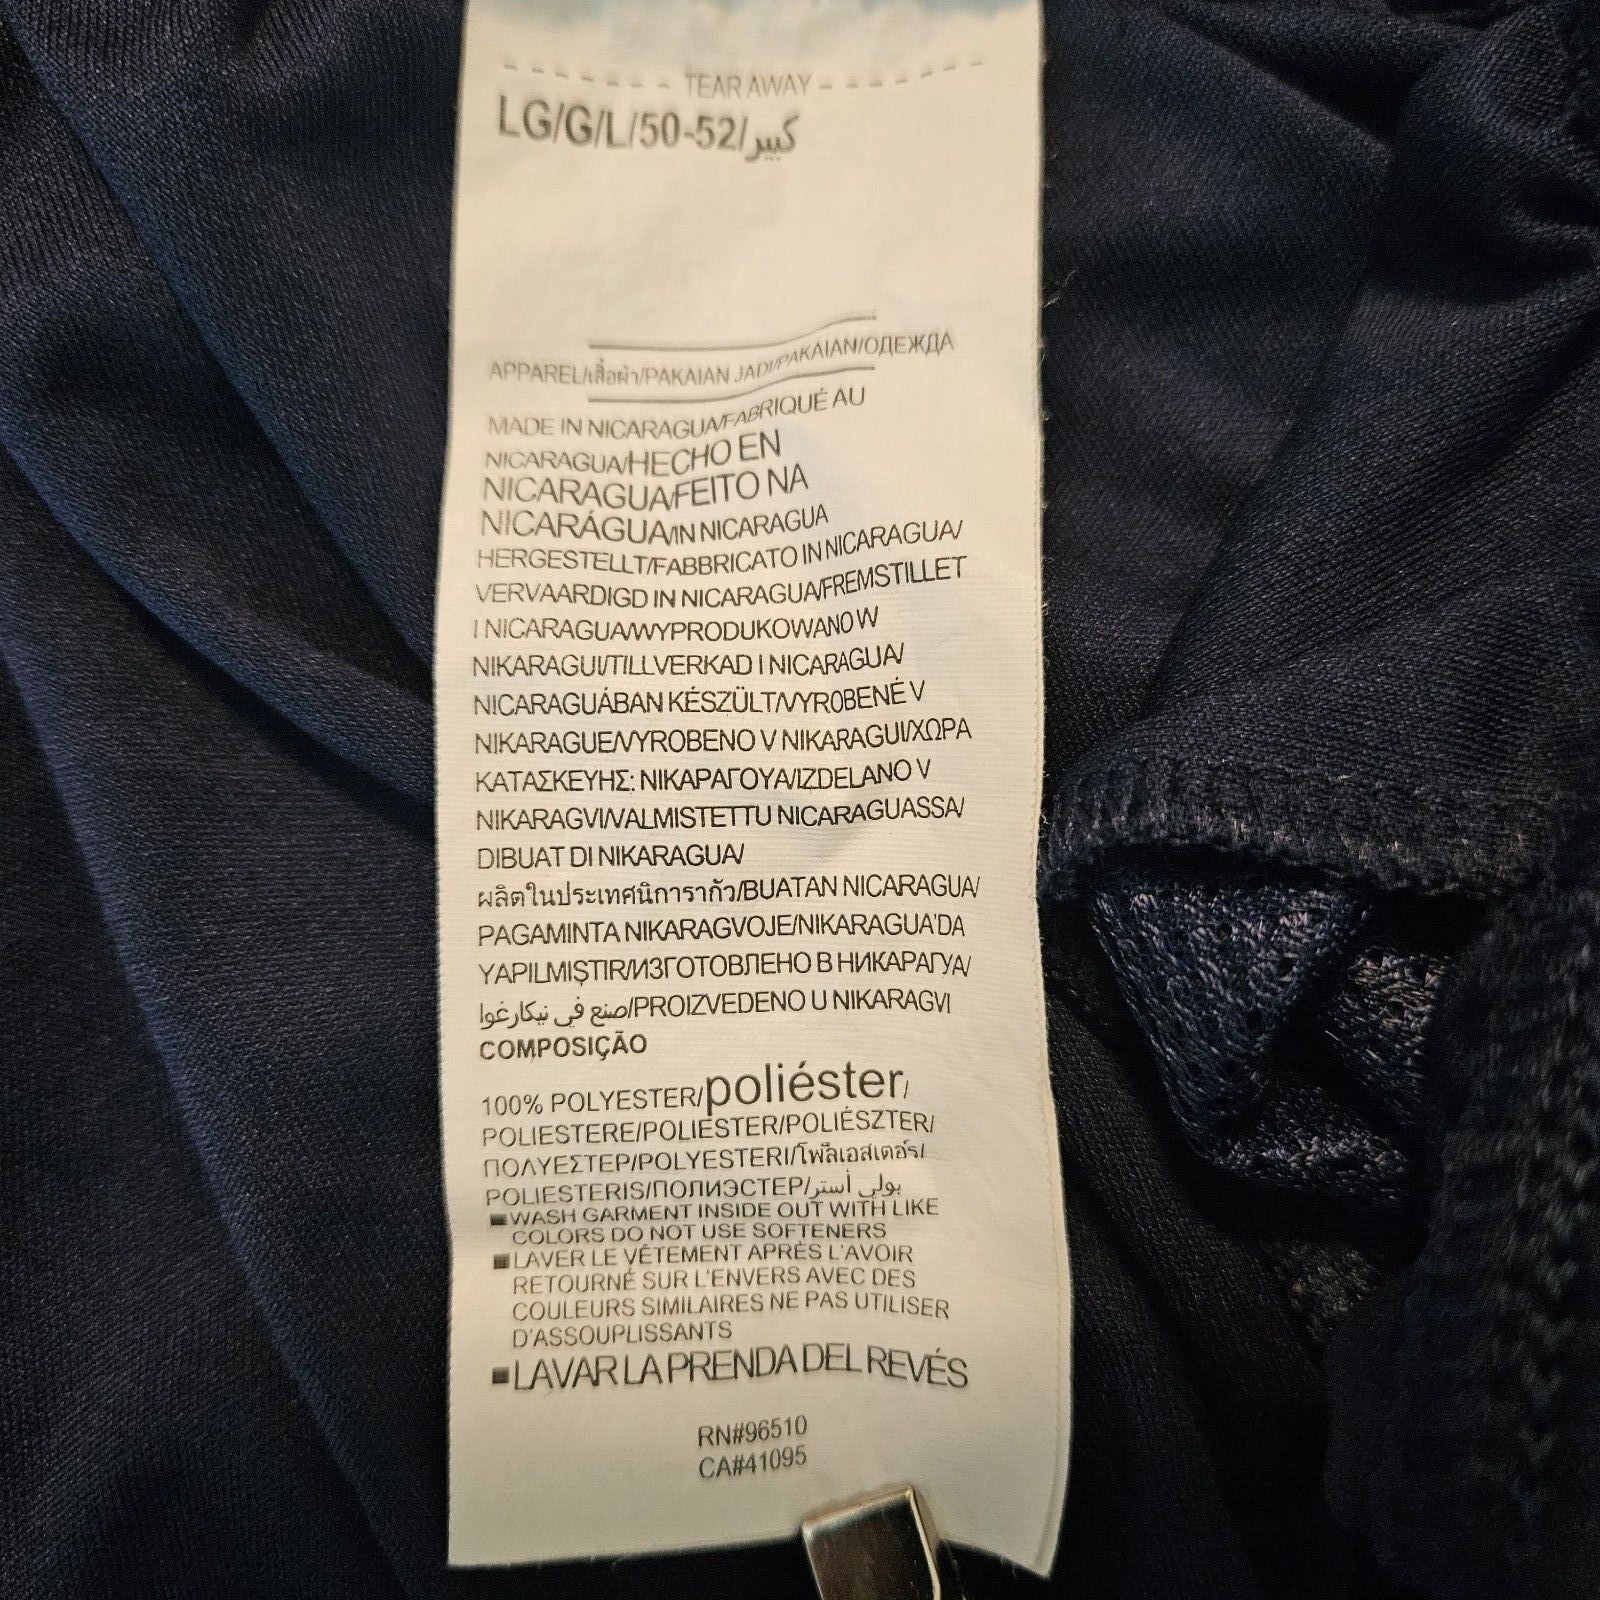 TEAR AWAY
LG/G/L/50-52/كبير
APPAREL/เสื้อผ้า/PAKAIAN JADI/PAKAIAN/ОДЕЖДА
MADE IN NICARAGUA/FABRIQUÉ AU
NICARAGUA/HECHO EN
NICARAGUA/FEITO NA
NICARÁGUA/IN NICARAGUA
HERGESTELLT/FABBRICATO IN NICARAGUA/
VERVAARDIGD IN NICARAGUA/FREMSTILLET
I NICARAGUA/WYPRODUKOWANO W
NIKARAGUI/TILLVERKAD I NICARAGUA/
NICARAGUÁBAN KÉSZÜLT/VYROBENÉ V
NIKARAGUE/VYROBENO V NIKARAGUI/ΧΩΡΑ
ΚΑΤΑΣΚΕΥΗΣ: ΝΙΚΑΡΑΓΟΥΑ/IZDELANO V
NIKARAGVI/VALMISTETTU NICARAGUASSA/
DIBUAT DI NIKARAGUA/
ผลิตในประเทศนิการากัว/BUATAN NICARAGUA/
PAGAMINTA NIKARAGVOJE/NIKARAGUA'DA
YAPILMIŞTIR/ИЗГОТОВЛЕНО В НИКАРАГУА/
صنع في نيكارغوا/PROIZVEDENO U NIKARAGVI
COMPOSIÇÃO
100% POLYESTER/poliéster/
POLIESTERE/POLIESTER/POLIÉSZTER/
ΠΟΛΥΕΣΤΕΡ/POLYESTERI/โพลีเอสเตอร์/
POLIESTERIS/ПОЛИЭСТЕР/بولي أستر
■ WASH GARMENT INSIDE OUT WITH LIKE
COLORS DO NOT USE SOFTENERS
■ LAVER LE VÊTEMENT APRÈS L'AVOIR
RETOURNÉ SUR L'ENVERS AVEC DES
COULEURS SIMILAIRES NE PAS UTILISER
D'ASSOUPLISSANTS
■ LAVAR LA PRENDA DEL REVÉS
RN#96510
CA#41095